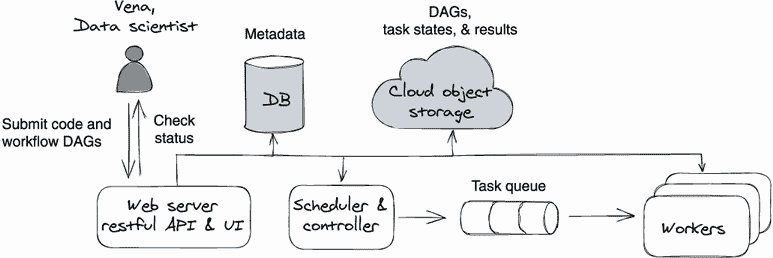 Vena,
Data scientist
Metadata
DAGs,
task states, & results
DB
Cloud object
storage
Submit code and
workflow DAGs
Check
status
Web server
restful API & UI
Scheduler &
controller
Task queue
Workers